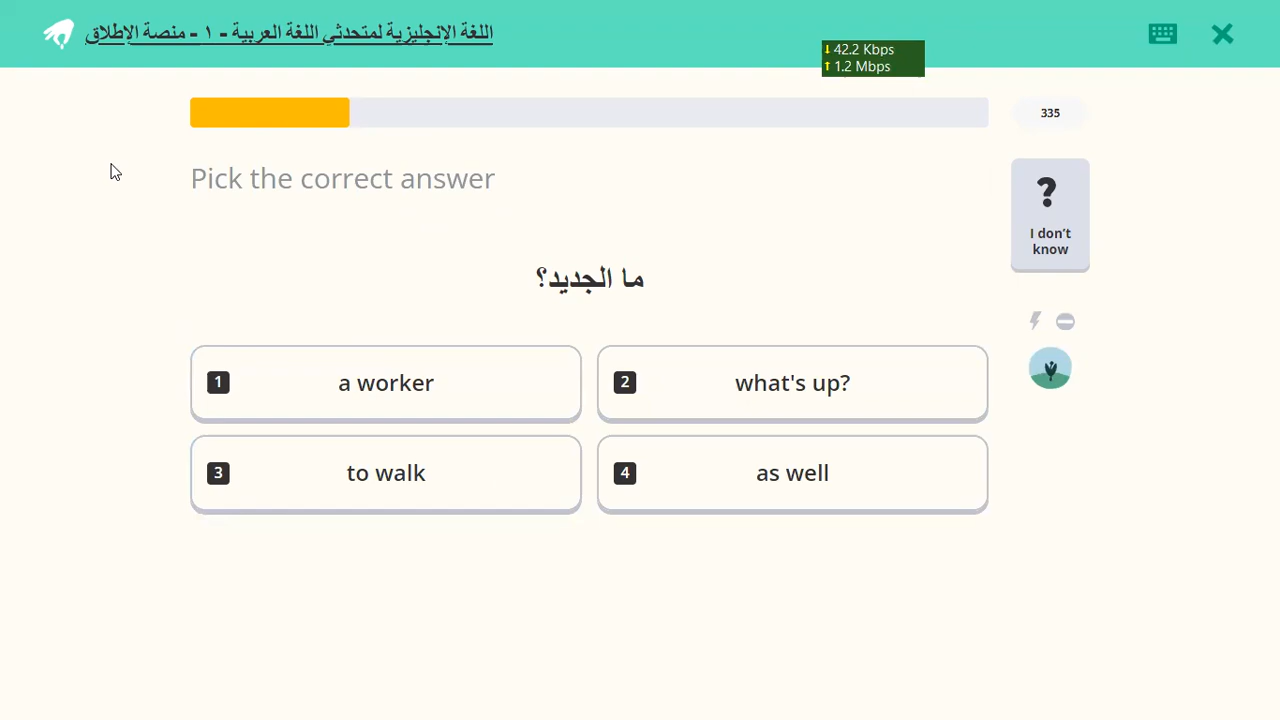 اللغة الإنجليزية لمتحدثي اللغة العربية - ١ - منصة الإطلاق
↓ 42.2 Kbps
↑ 1.2 Mbps
335
Pick the correct answer
?
I don't
know
ما الجديد؟
1 a worker
2 what's up?
3 to walk
4 as well